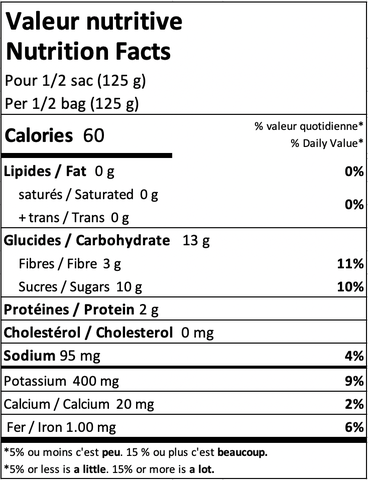 Valeur nutritive
Nutrition Facts
Pour 1/2 sac (125 g)
Per 1/2 bag (125 g)
Calories 60
% valeur quotidienne*
% Daily Value*
Lipides / Fat 0 g 0%
saturés / Saturated 0 g
+ trans / Trans 0 g
0%
Glucides / Carbohydrate 13 g
Fibres / Fibre 3 g 11%
Sucres / Sugars 10 g 10%
Protéines / Protein 2 g
Cholestérol / Cholesterol 0 mg
Sodium 95 mg 4%
Potassium 400 mg 9%
Calcium / Calcium 20 mg 2%
Fer / Iron 1.00 mg 6%
*5% ou moins c'est peu. 15 % ou plus c'est beaucoup.
*5% or less is a little. 15% or more is a lot.